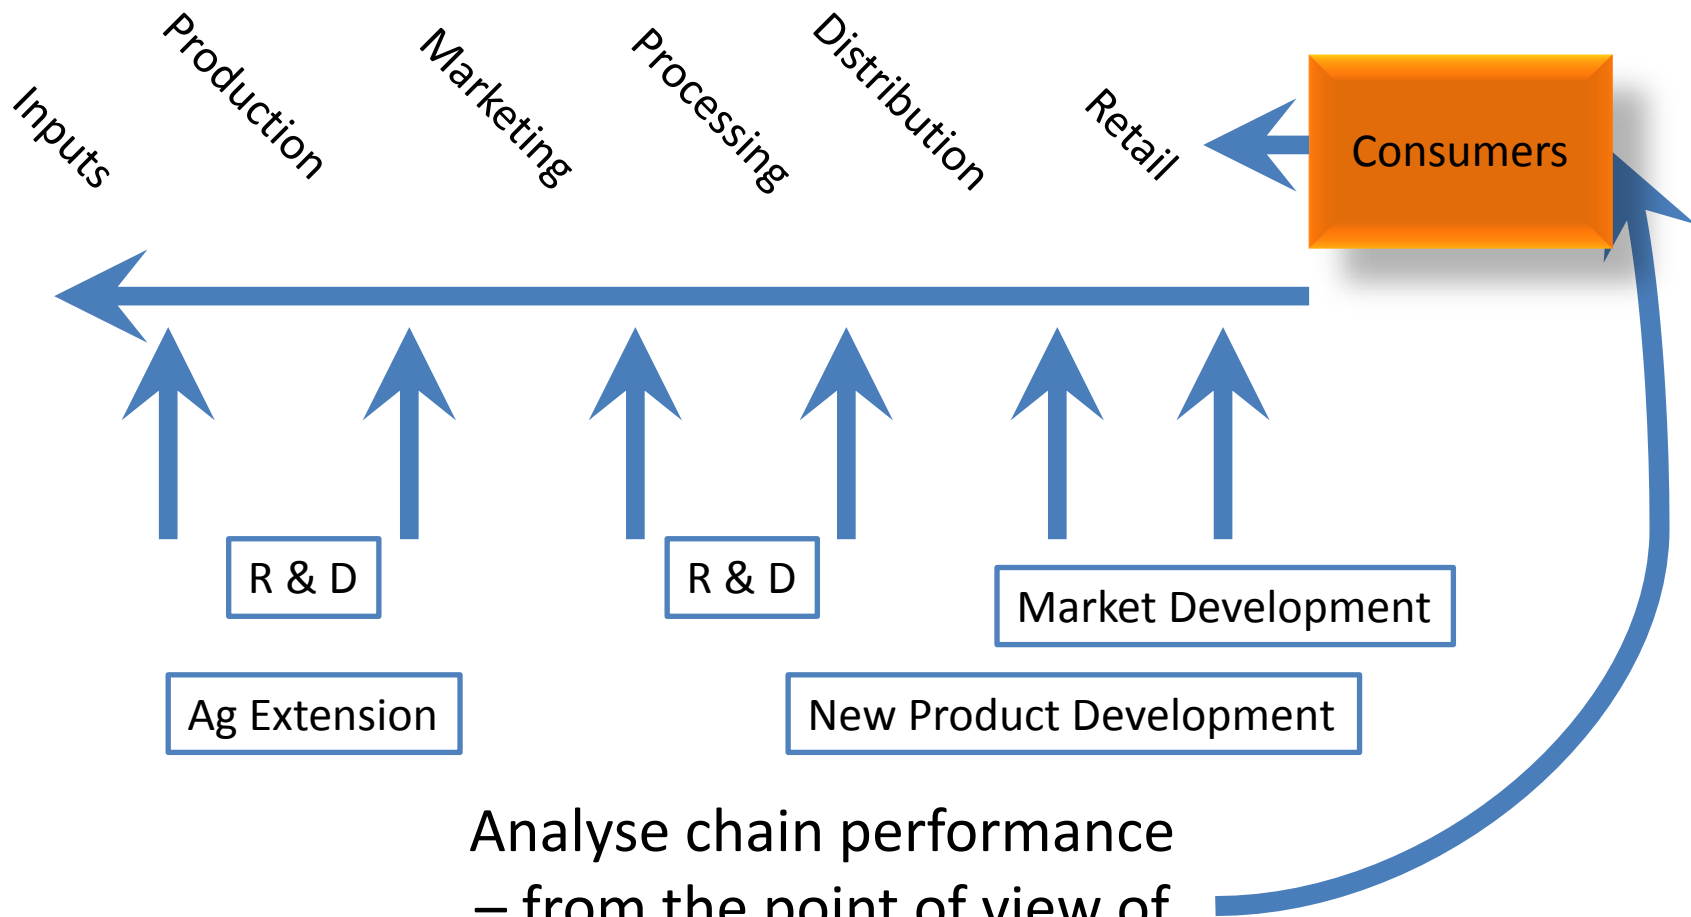 Inputs
Production
Marketing
Processing
Distribution
Retail
Consumers
R & D
R & D
Market Development
Ag Extension
New Product Development
Analyse chain performance
– from the point of view of